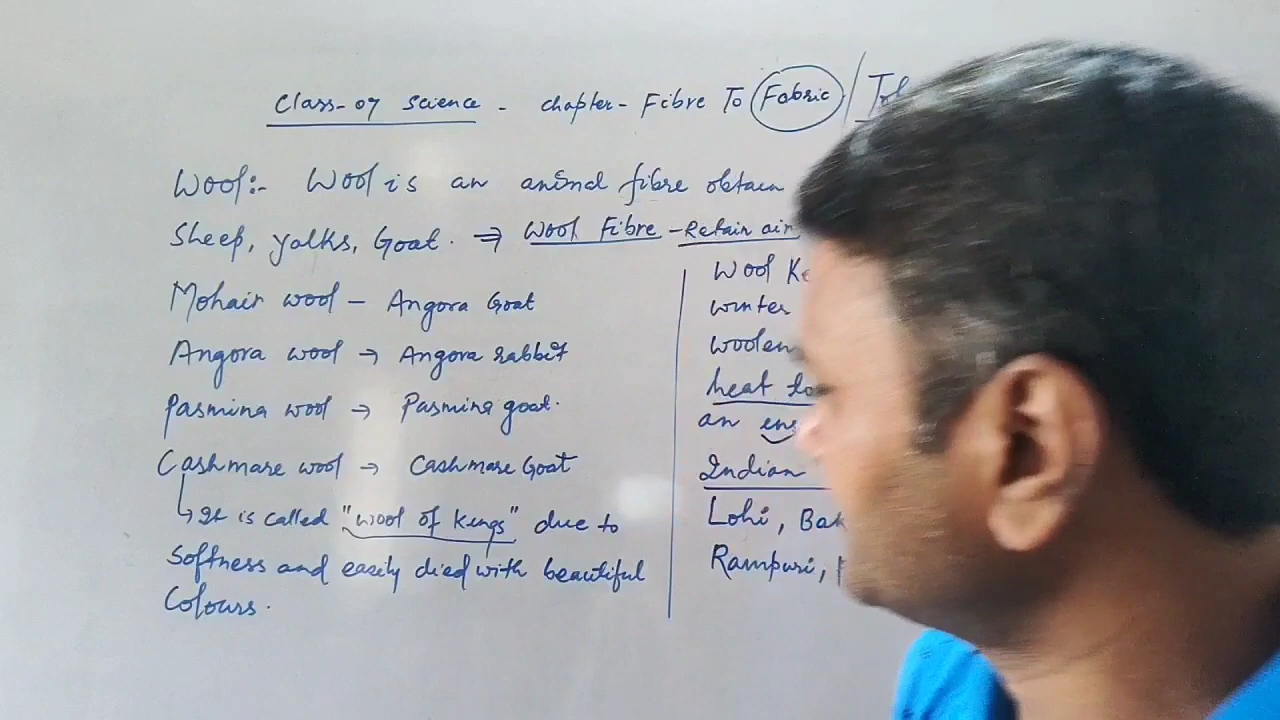 Class-07 Science - chapter- Fibre To Fabric /
Wool:- Wool is an animal fibre obtain
Sheep, yalks, Goat. ⇒ Wool Fibre - Retain air
Mohair wool - Angora Goat
Angora wool → Angora rabbit
Pasmina wool → Pasmina goat.
Cashmare wool → Cashmare Goat
↳ It is called "wool of Kings" due to
Softness and easily died with beautiful
Colours.
Wool
winter
woolen
heat
an
Indian
Lohi,
Rampuri,